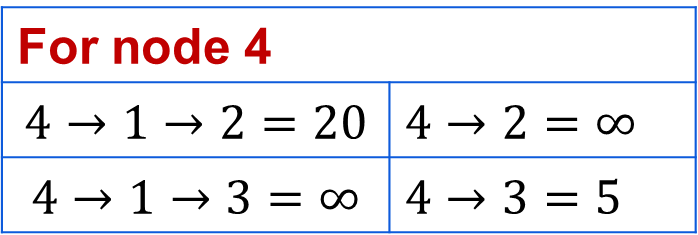 For node 4
4 → 1 → 2 = 20 4 → 2 = ∞
4 → 1 → 3 = ∞ 4 → 3 = 5